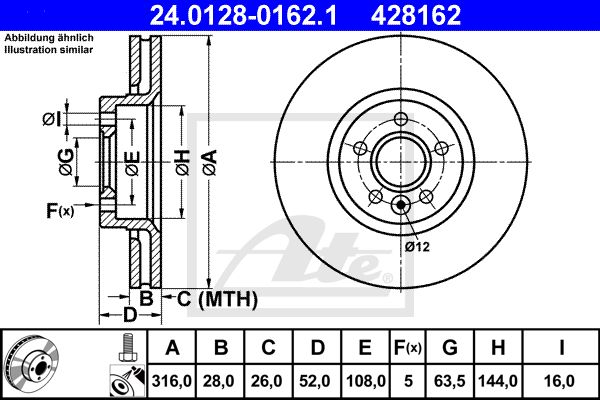 24.0128-0162.1 428162
Abbildung ähnlich
Illustration similar
ØI
ØG
ØE
ØH
ØA
F(x)
B
C (MTH)
D
Ø12
Ate
A B C D E F(x) G H I
316,0 28,0 26,0 52,0 108,0 5 63,5 144,0 16,0